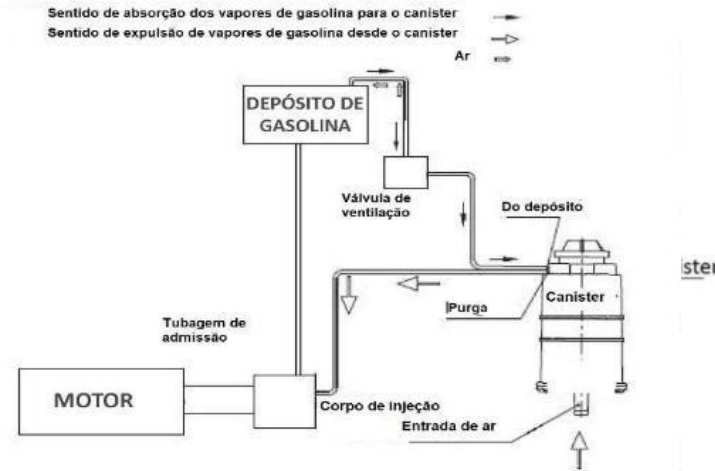 Sentido de absorção dos vapores de gasolina para o canister
Sentido de expulsão de vapores de gasolina desde o canister
Ar
DEPÓSITO DE
GASOLINA
Válvula de
ventilação
Do depósito
ister
Canister
Purga
Tubagem de
admissão
MOTOR
Corpo de injeção
Entrada de ar